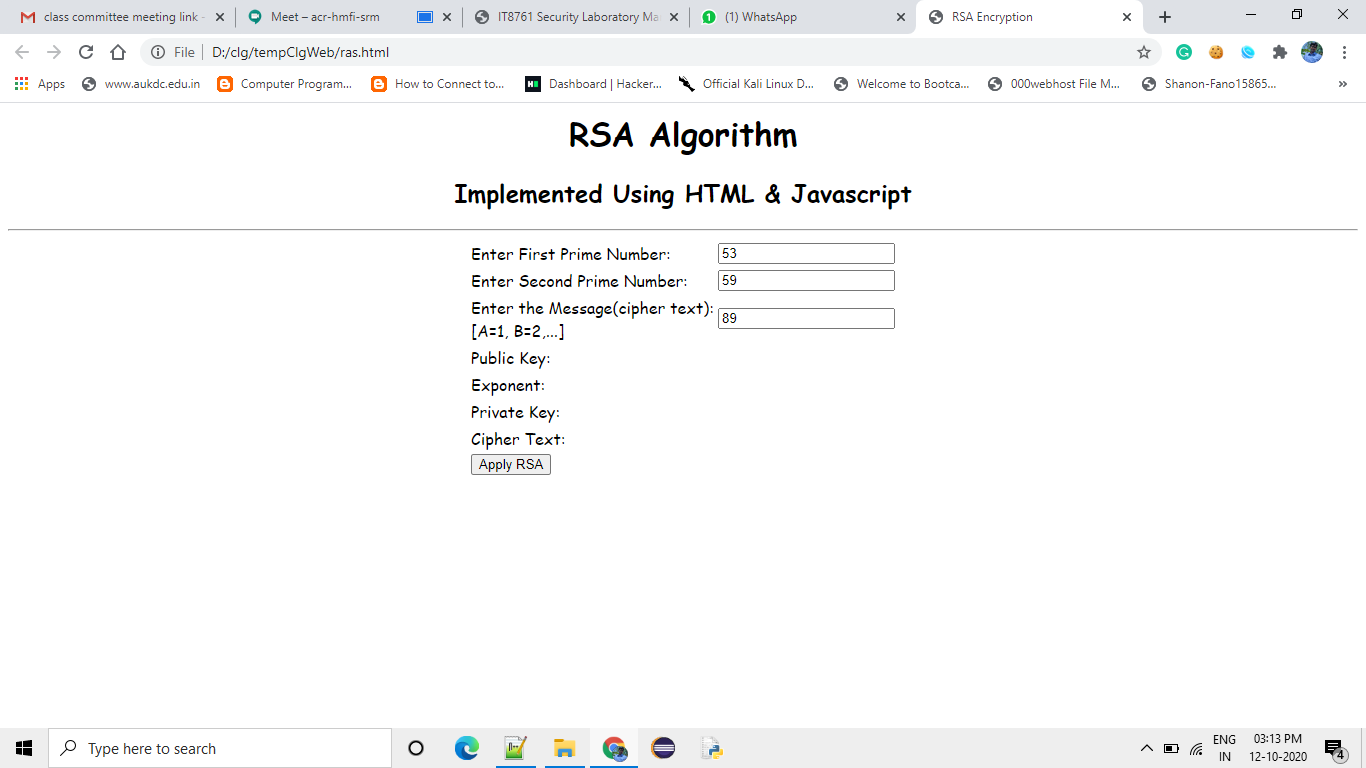 class committee meeting link -
Meet – acr-hmfi-srm
IT8761 Security Laboratory Ma
(1) WhatsApp
RSA Encryption
File
D:/clg/tempClgWeb/ras.html
Apps
www.aukdc.edu.in
Computer Program...
How to Connect to...
Dashboard | Hacker...
Official Kali Linux D...
Welcome to Bootca...
000webhost File M...
Shanon-Fano15865...
»
RSA Algorithm
Implemented Using HTML & Javascript
Enter First Prime Number: 53
Enter Second Prime Number: 59
Enter the Message(cipher text):
[A=1, B=2,...] 89
Public Key:
Exponent:
Private Key:
Cipher Text:
Apply RSA
Type here to search
ENG
IN
03:13 PM
12-10-2020
4